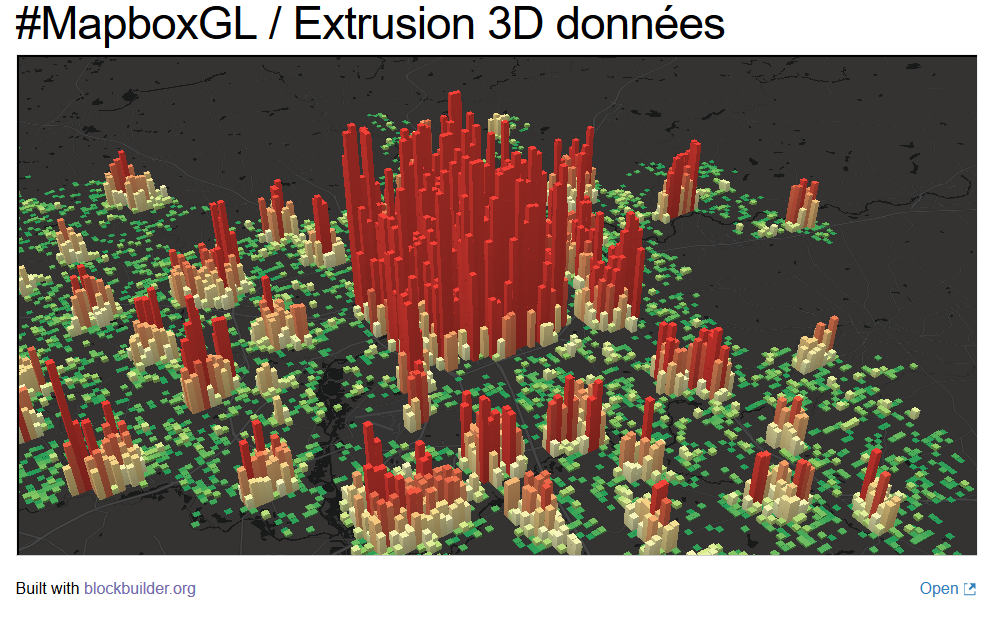 #MapboxGL / Extrusion 3D données
Built with blockbuilder.org
Open